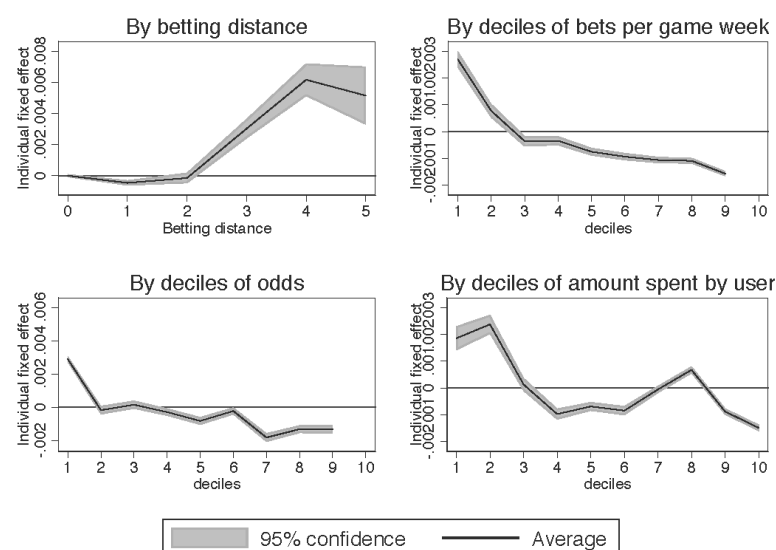 By betting distance
Individual fixed effect
0 .002 .004 .006 .008
0 1 2 3 4 5
Betting distance
By deciles of bets per game week
Individual fixed effect
-.002 .001 0 .001 .002 .003
1 2 3 4 5 6 7 8 9 10
deciles
By deciles of odds
Individual fixed effect
-.002 0 .002 .004 .006
1 2 3 4 5 6 7 8 9 10
deciles
By deciles of amount spent by user
Individual fixed effect
-.002 .001 0 .001 .002 .003
1 2 3 4 5 6 7 8 9 10
deciles
95% confidence Average